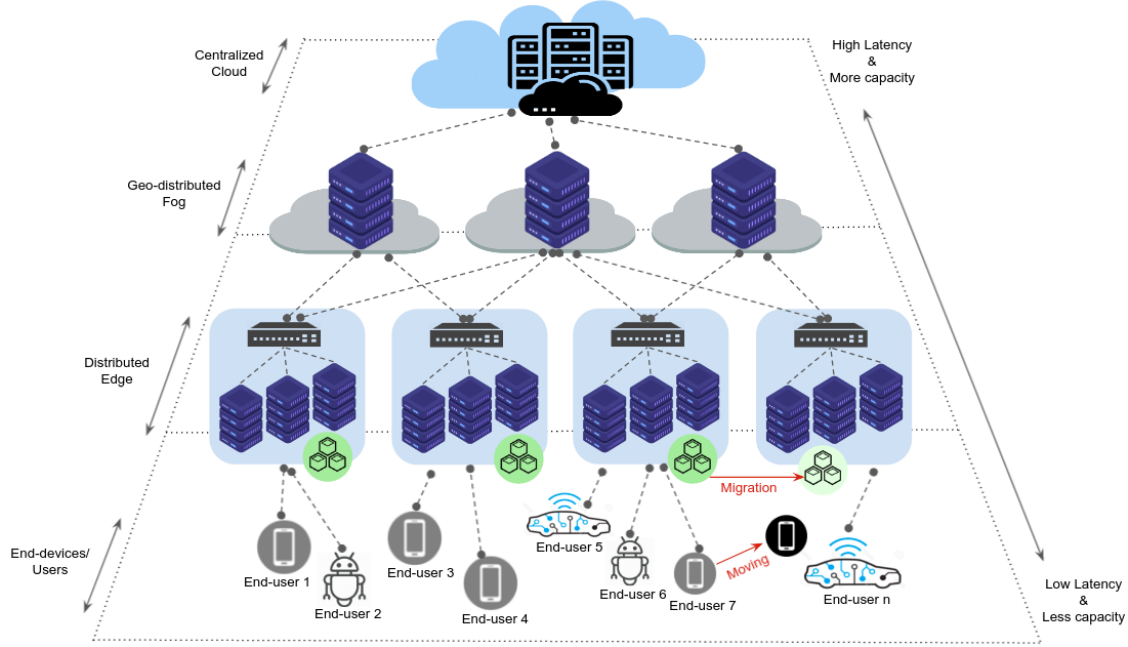 Centralized
Cloud
High Latency
&
More capacity
Geo-distributed
Fog
Distributed
Edge
Migration
End-devices/
Users
End-user 1
End-user 2
End-user 3
End-user 4
End-user 5
End-user 6
End-user 7
Moving
End-user n
Low Latency
&
Less capacity